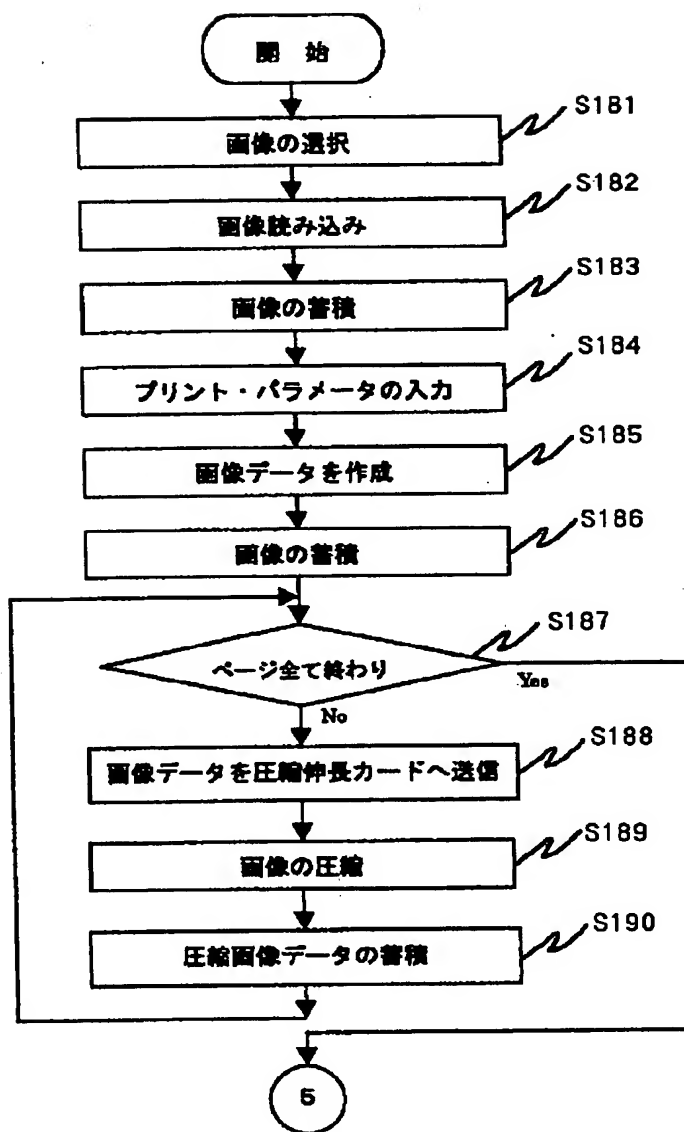 開 始
S181
画像の選択
S182
画像読み込み
S183
画像の蓄積
S184
プリント・パラメータの入力
S185
画像データを作成
S186
画像の蓄積
S187
ページ全て終わり
Yes
No
S188
画像データを圧縮伸長カードへ送信
S189
画像の圧縮
S190
圧縮画像データの蓄積
5